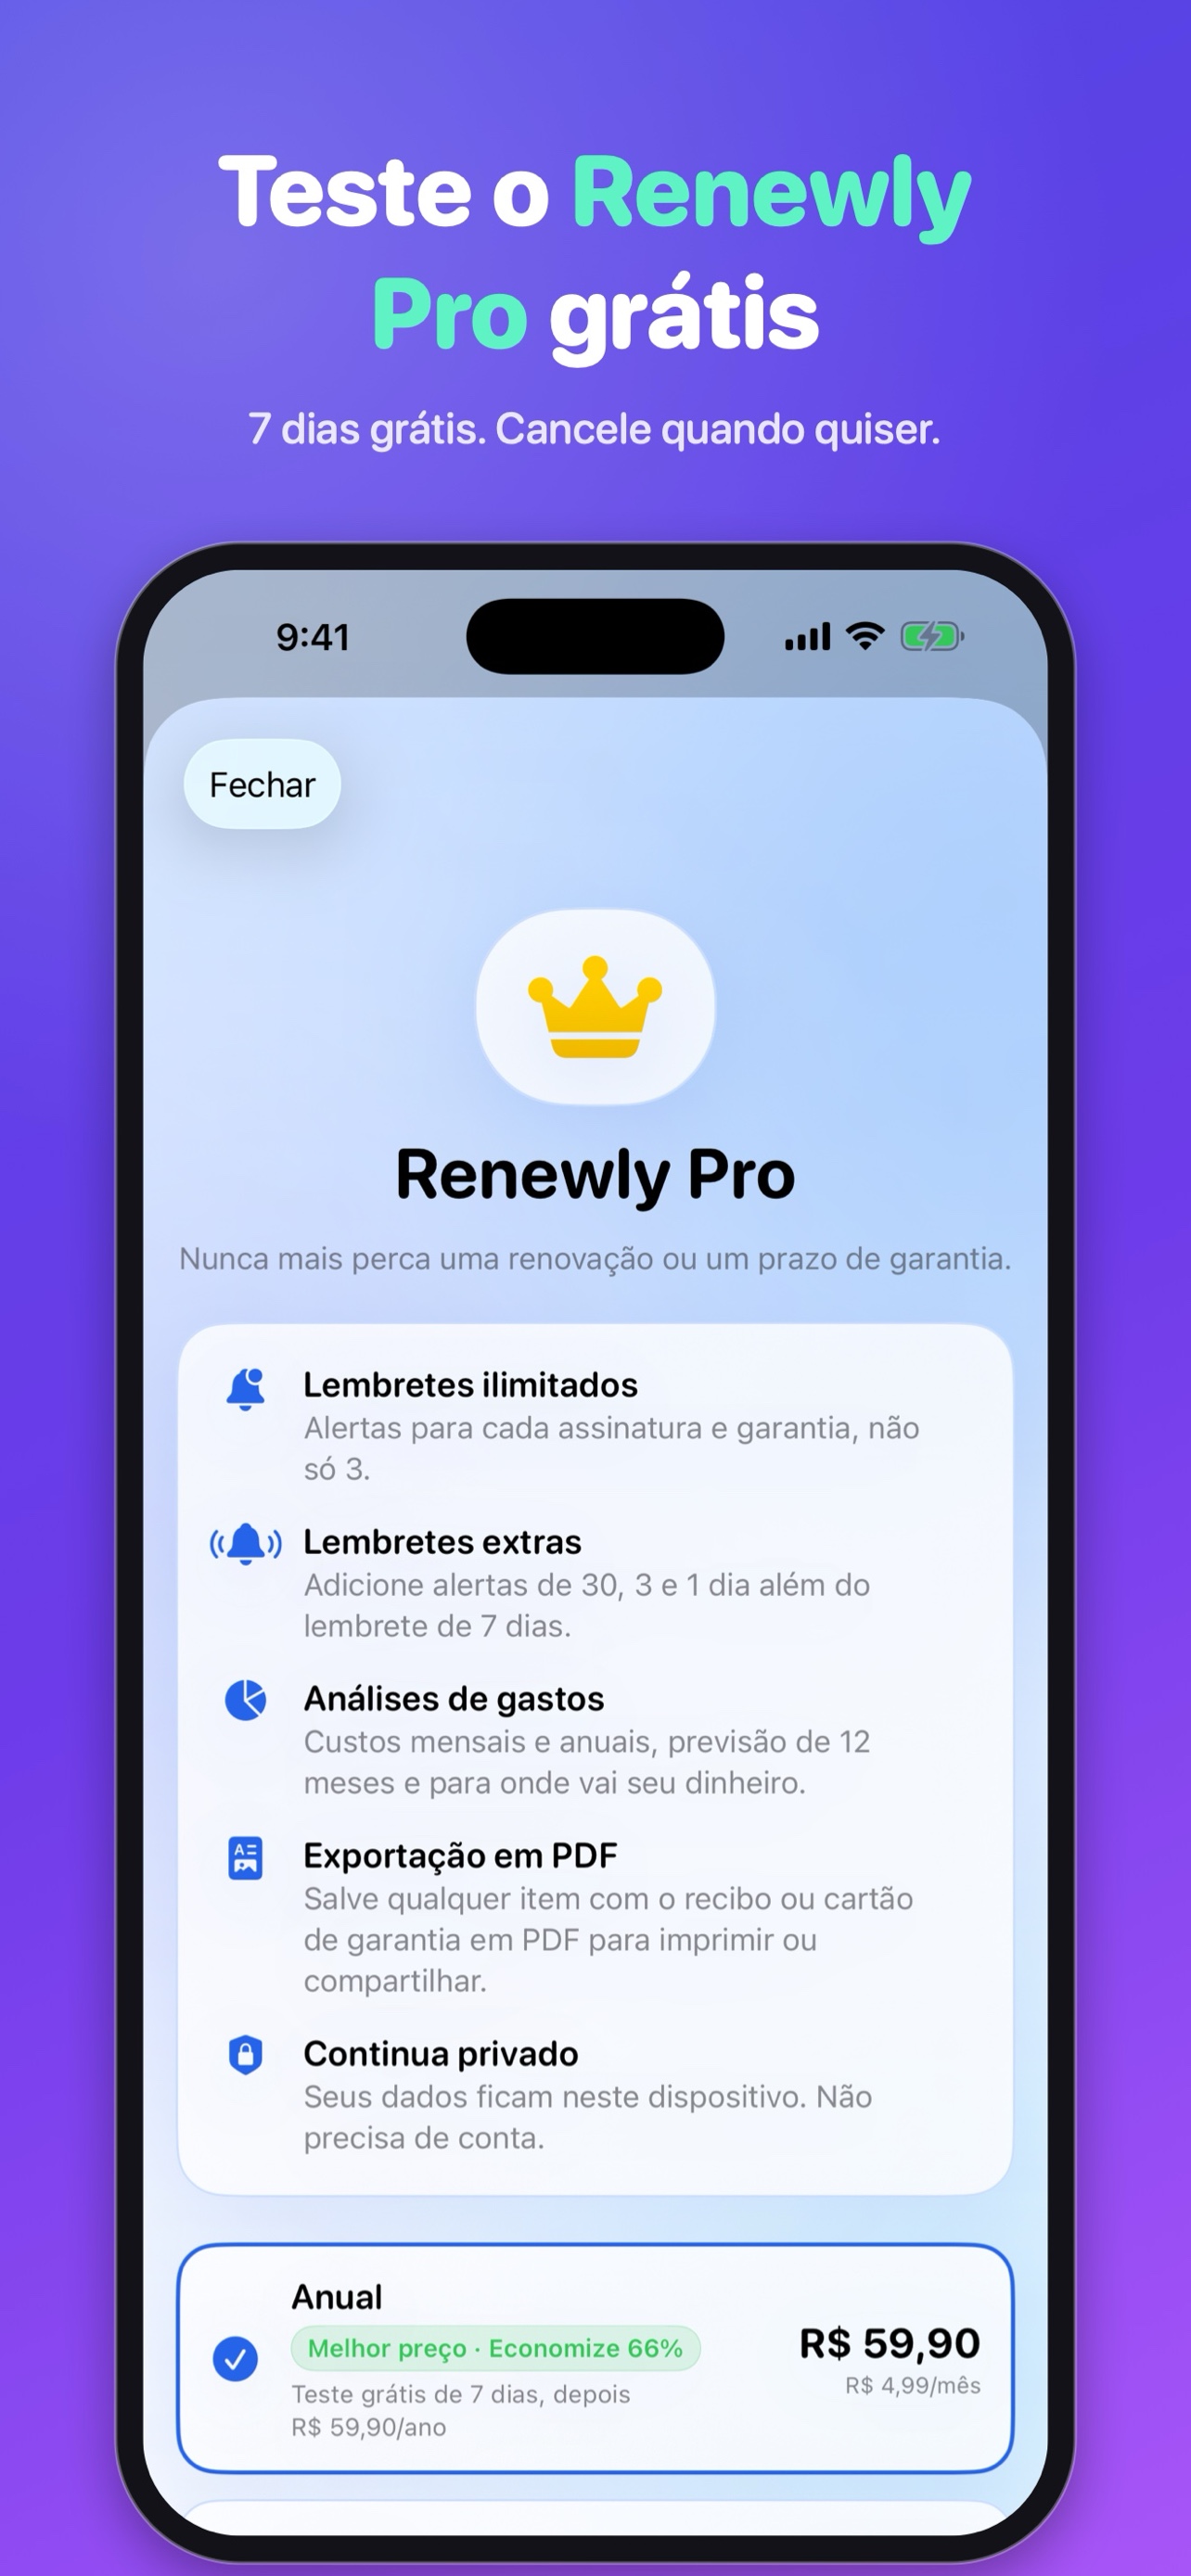 Teste o Renewly
Pro grátis
7 dias grátis. Cancele quando quiser.
9:41
Fechar
Renewly Pro
Nunca mais perca uma renovação ou um prazo de garantia.
Lembretes ilimitados
Alertas para cada assinatura e garantia, não
só 3.
Lembretes extras
Adicione alertas de 30, 3 e 1 dia além do
lembrete de 7 dias.
Análises de gastos
Custos mensais e anuais, previsão de 12
meses e para onde vai seu dinheiro.
Exportação em PDF
Salve qualquer item com o recibo ou cartão
de garantia em PDF para imprimir ou
compartilhar.
Continua privado
Seus dados ficam neste dispositivo. Não
precisa de conta.
Anual
Melhor preço · Economize 66%
Teste grátis de 7 dias, depois
R$ 59,90/ano
R$ 59,90
R$ 4,99/mês